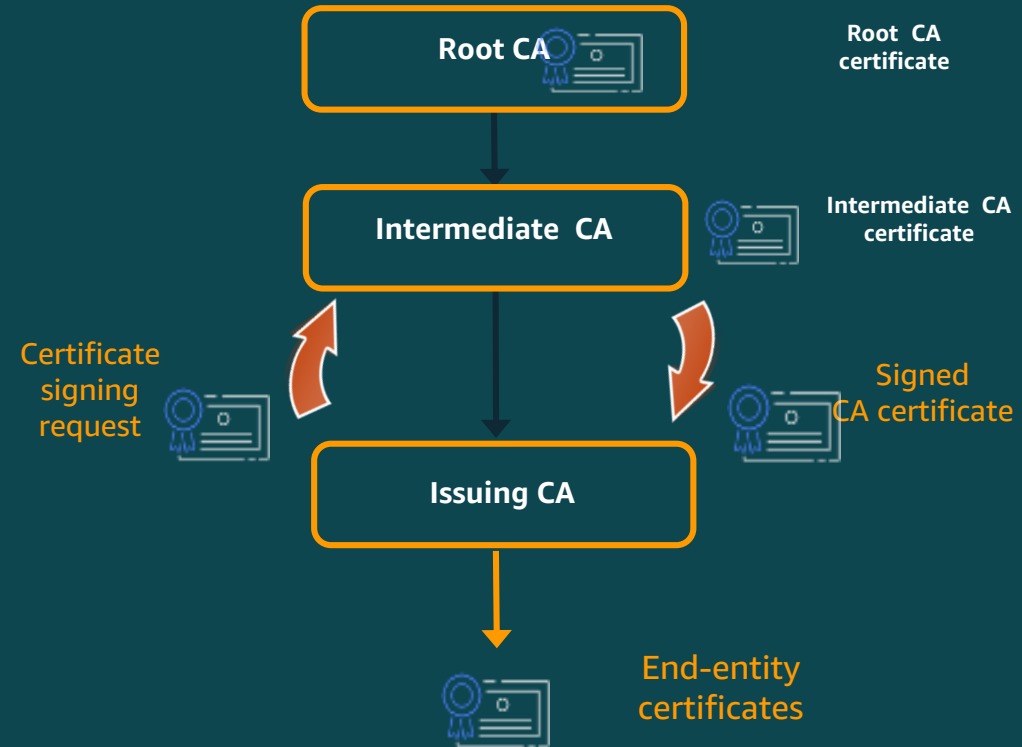 Root CA
Root CA
certificate
Intermediate CA
Intermediate CA
certificate
Certificate
signing
request
Signed
CA certificate
Issuing CA
End-entity
certificates